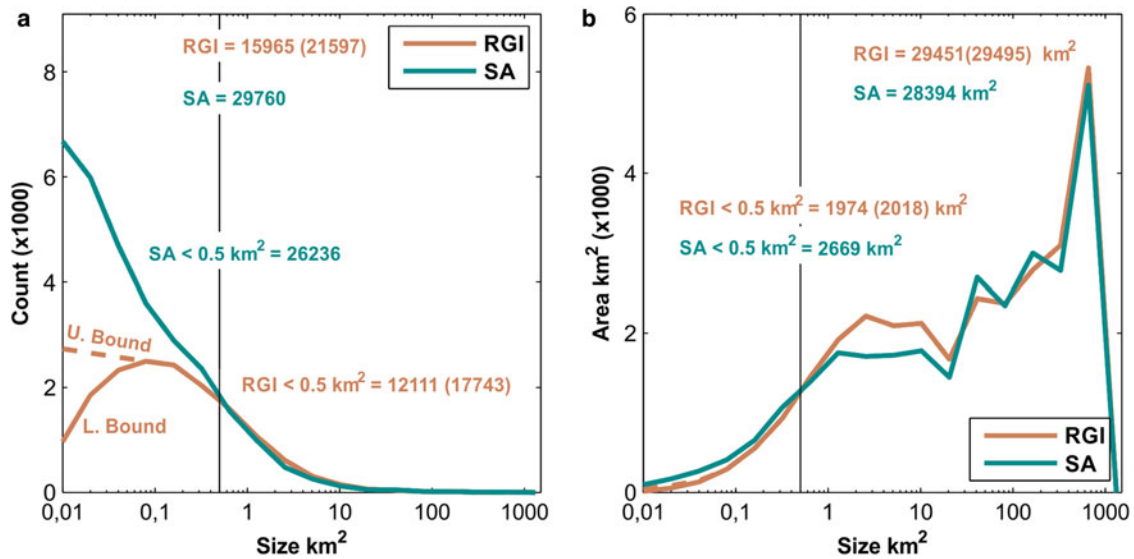 a
RGI = 15965 (21597)
SA = 29760
RGI
SA
SA < 0.5 km² = 26236
U. Bound
RGI < 0.5 km² = 12111 (17743)
L. Bound
Count (x1000)
8
6
4
2
0
0,01
0,1
1
10
100
1000
Size km²
b
RGI = 29451(29495) km²
SA = 28394 km²
RGI < 0.5 km² = 1974 (2018) km²
SA < 0.5 km² = 2669 km²
RGI
SA
Area km² (x1000)
6
4
2
0
0,01
0,1
1
10
100
1000
Size km²